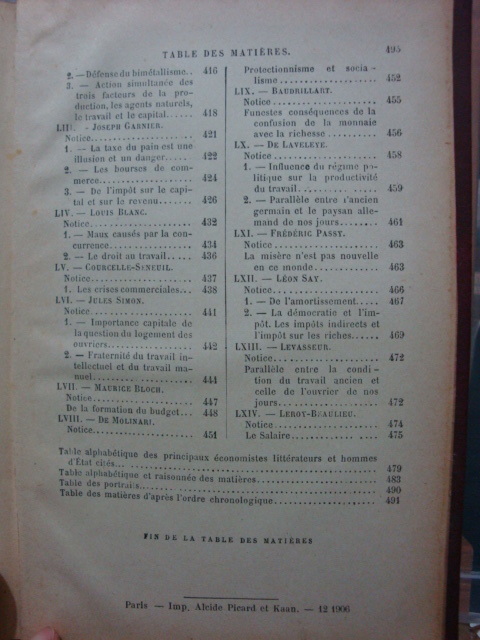 TABLE DES MATIÈRES. 495
2. — Défense du bimétallisme.. 416
3. — Action simultanée des
trois facteurs de la pro-
duction, les agents naturels,
le travail et le capital...... 418
LIII. - JOSEPH GARNIER.
Notice.......................... 421
1. — La taxe du pain est une
illusion et un danger....... 422
2. — Les bourses de com-
merce........................ 424
3. — De l'impôt sur le capi-
tal et sur le revenu......... 426
LIV. — LOUIS BLANC.
Notice.......................... 432
1. — Maux causés par la con-
currence..................... 434
2. — Le droit au travail..... 436
LV. — COURCELLE-SENEUIL.
Notice.......................... 437
1. Les crises commerciales... 438
LVI. — JULES SIMON.
Notice.......................... 441
1. — Importance capitale de
la question du logement des
ouvriers..................... 442
2. — Fraternité du travail in-
tellectuel et du travail ma-
nuel......................... 444
LVII. — MAURICE BLOCH.
Notice.......................... 447
De la formation du budget... 448
LVIII. — DE MOLINARI.
Notice.......................... 451
Protectionnisme et socia-
lisme........................ 452
LIX. — BAUDRILLART.
Notice.......................... 455
Funestes conséquences de la
confusion de la monnaie
avec la richesse............. 456
LX. — DE LAVELEYE.
Notice.......................... 458
1. — Influence du régime po-
litique sur la productivité
du travail................... 459
2. — Parallèle entre l'ancien
germain et le paysan alle-
mand de nos jours........... 461
LXI. — FRÉDÉRIC PASSY.
Notice.......................... 463
La misère n'est pas nouvelle
en ce monde................. 463
LXII. — LÉON SAY.
Notice.......................... 466
1. — De l'amortissement..... 467
2. — La démocratie et l'im-
pôt. Les impôts indirects et
l'impôt sur les riches....... 469
LXIII. — LEVASSEUR.
Notice.......................... 472
Parallèle entre la condi-
tion du travail ancien et
celle de l'ouvrier de nos
jours........................ 472
LXIV. — LEROY-BEAULIEU.
Notice.......................... 474
Le Salaire................... 475
Table alphabétique des principaux économistes littérateurs et hommes
d'État cités... 479
Table alphabétique et raisonnée des matières.................. 483
Table des portraits.................. 490
Table des matières d'après l'ordre chronologique.................. 491
FIN DE LA TABLE DES MATIÈRES
Paris — Imp. Alcide Picard et Kaan. — 12 1906